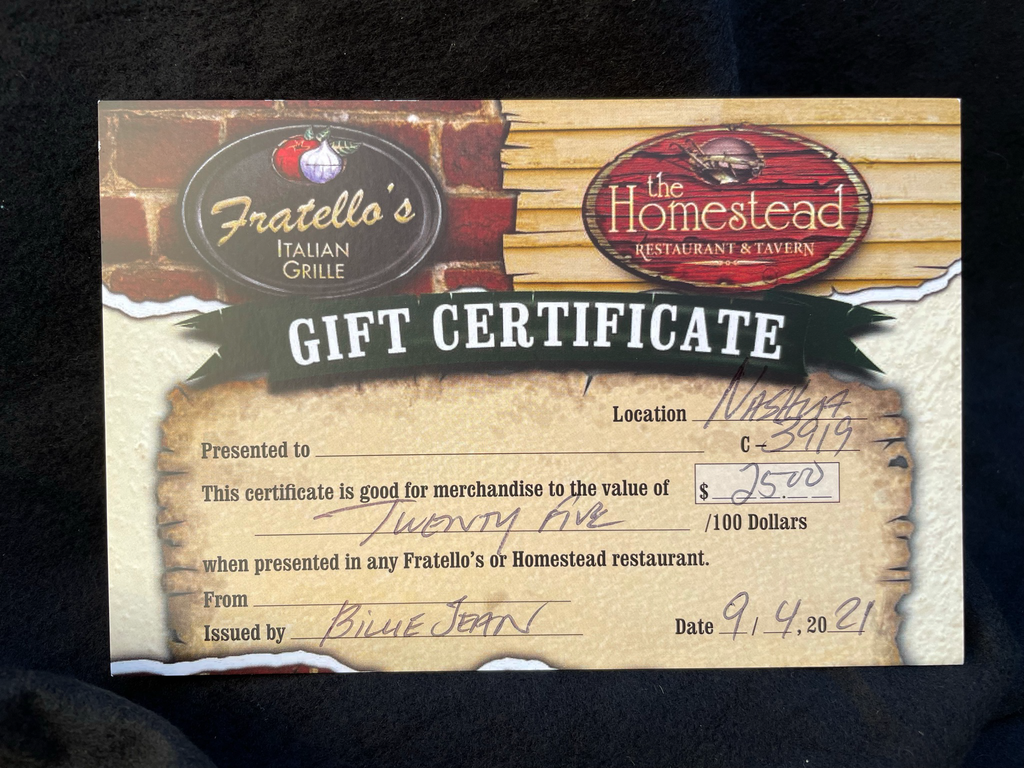 Fratello's
ITALIAN
GRILLE
the
Homestead
RESTAURANT & TAVERN
GIFT CERTIFICATE
Location Nashua
Presented to
C - 3919
This certificate is good for merchandise to the value of $ 25.00
Twenty Five /100 Dollars
when presented in any Fratello's or Homestead restaurant.
From
Issued by Billie Jean
Date 9, 4, 20 21